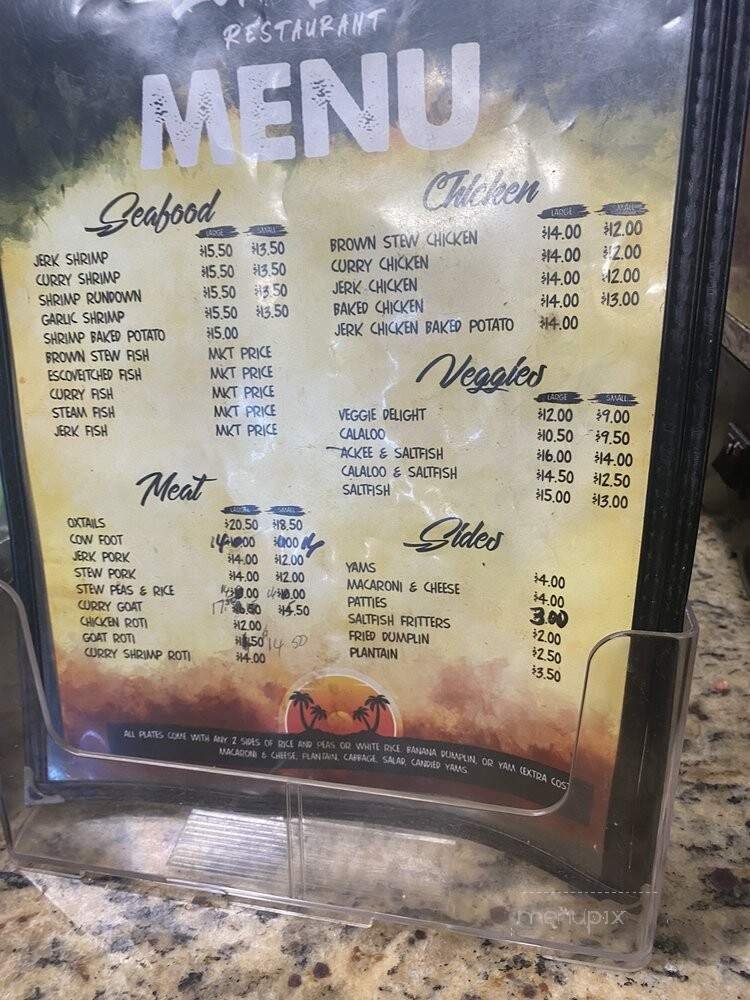 RESTAURANT
MENU
Seafood
LARGE SMALL
JERK SHRIMP $15.50 $13.50
CURRY SHRIMP $15.50 $13.50
SHRIMP RUNDOWN $15.50 $13.50
GARLIC SHRIMP $15.50 $13.50
SHRIMP BAKED POTATO $15.00
BROWN STEW FISH MKT PRICE
ESCOVEITCHED FISH MKT PRICE
CURRY FISH MKT PRICE
STEAM FISH MKT PRICE
JERK FISH MKT PRICE
Meat
LARGE SMALL
OXTAILS $20.50 $18.50
COW FOOT
JERK PORK $14.00 $12.00
STEW PORK $14.00 $12.00
STEW PEAS & RICE
CURRY GOAT
CHICKEN ROTI $12.00
GOAT ROTI $14.50
CURRY SHRIMP ROTI $14.00
Chicken
LARGE SMALL
BROWN STEW CHICKEN $14.00 $12.00
CURRY CHICKEN $14.00 $12.00
JERK CHICKEN $14.00 $12.00
BAKED CHICKEN $14.00 $13.00
JERK CHICKEN BAKED POTATO $14.00
Veggies
LARGE SMALL
VEGGIE DELIGHT $12.00 $9.00
CALALOO $10.50 $9.50
ACKEE & SALTFISH $16.00 $14.00
CALALOO & SALTFISH $14.50 $12.50
SALTFISH $15.00 $13.00
Sides
YAMS $4.00
MACARONI & CHEESE $4.00
PATTIES 3.00
SALTFISH FRITTERS $2.00
FRIED DUMPLIN $2.50
PLANTAIN $3.50
ALL PLATES COME WITH ANY 2 SIDES OF RICE AND PEAS OR WHITE RICE, BANANA DUMPLIN, OR YAM (EXTRA COS
MACARONI & CHEESE, PLANTAIN, CABBAGE, SALAD, CANDIED YAMS
menupix